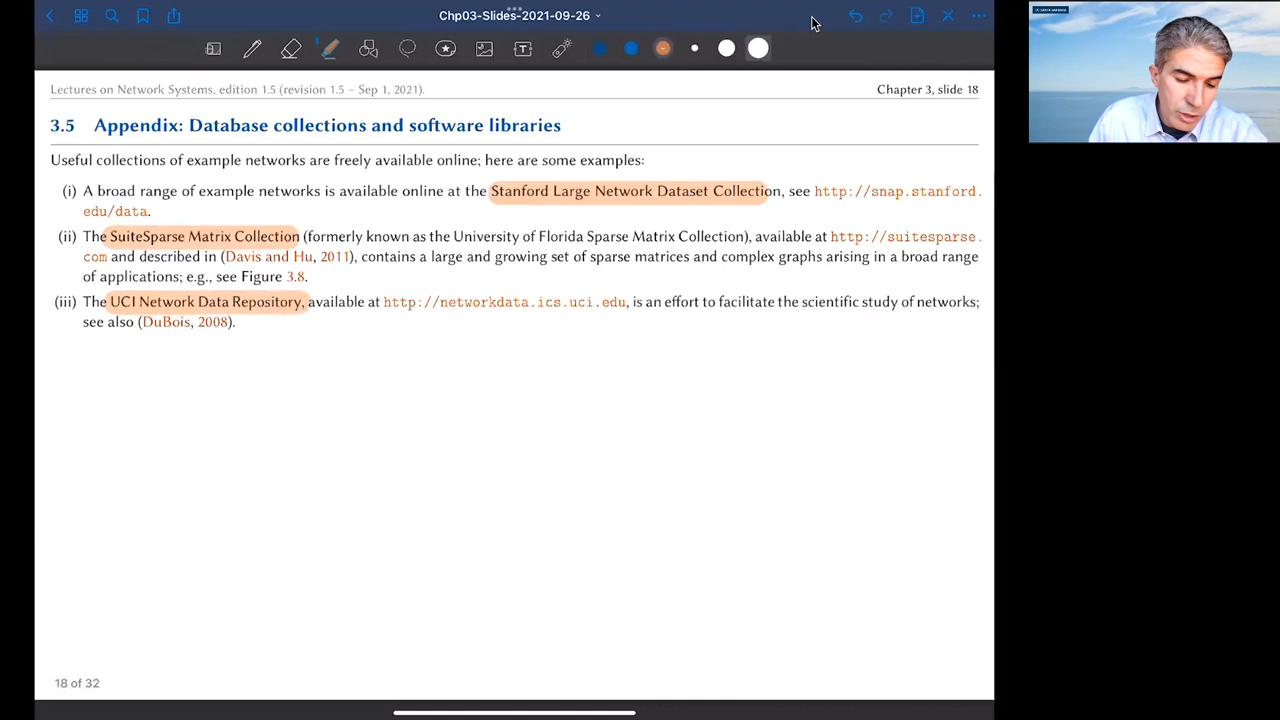 Chp03-Slides-2021-09-26
Lectures on Network Systems, edition 1.5 (revision 1.5 – Sep 1, 2021).
Chapter 3, slide 18
3.5 Appendix: Database collections and software libraries
Useful collections of example networks are freely available online; here are some examples:
(i) A broad range of example networks is available online at the Stanford Large Network Dataset Collection, see http://snap.stanford.
edu/data.
(ii) The SuiteSparse Matrix Collection (formerly known as the University of Florida Sparse Matrix Collection), available at http://suitesparse.
com and described in (Davis and Hu, 2011), contains a large and growing set of sparse matrices and complex graphs arising in a broad range
of applications; e.g., see Figure 3.8.
(iii) The UCI Network Data Repository, available at http://networkdata.ics.uci.edu, is an effort to facilitate the scientific study of networks;
see also (DuBois, 2008).
18 of 32